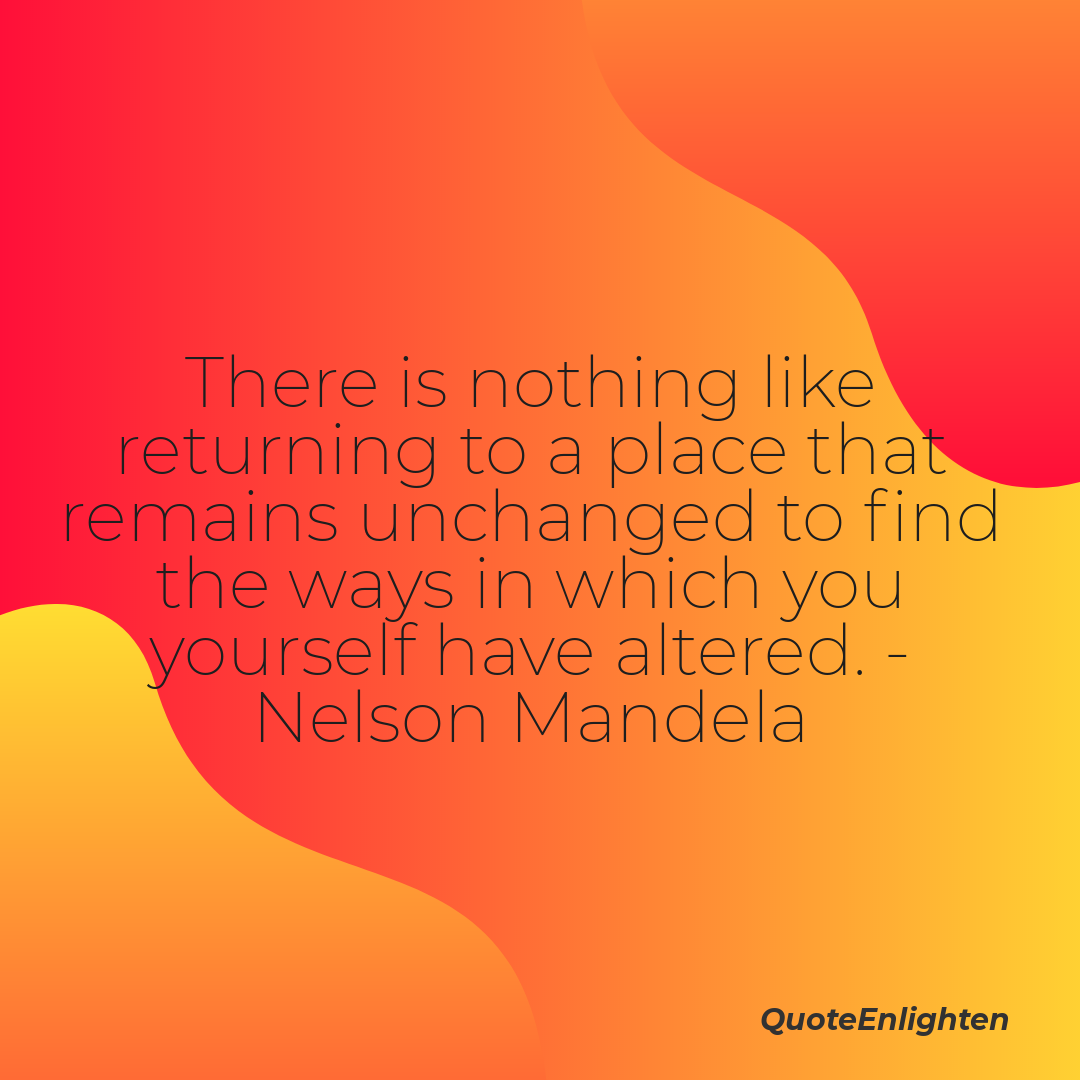 There is nothing like
returning to a place that
remains unchanged to find
the ways in which you
yourself have altered. -
Nelson Mandela
QuoteEnlighten